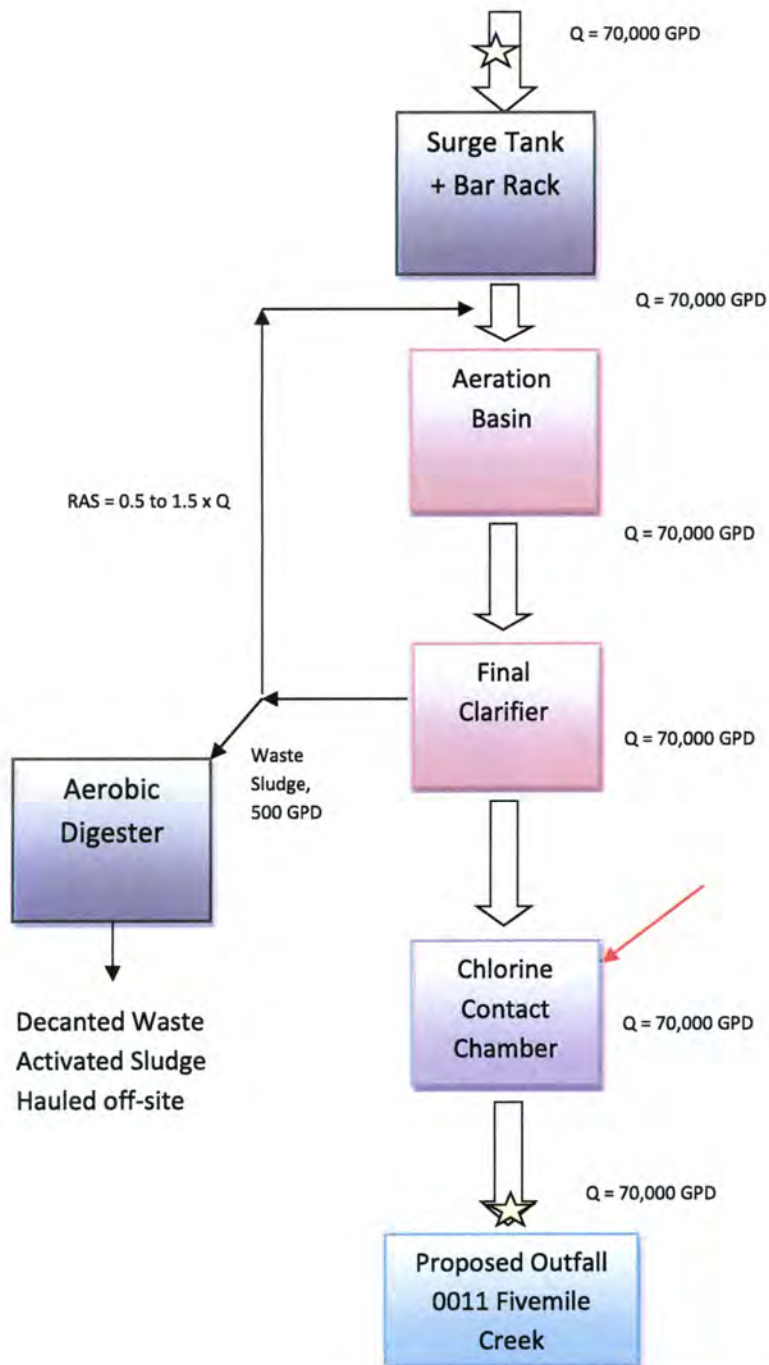 Q = 70,000 GPD
Surge Tank
+ Bar Rack
Q = 70,000 GPD
Aeration
Basin
RAS = 0.5 to 1.5 x Q
Q = 70,000 GPD
Final
Clarifier
Q = 70,000 GPD
Waste
Sludge,
500 GPD
Aerobic
Digester
Chlorine
Contact
Chamber
Q = 70,000 GPD
Decanted Waste
Activated Sludge
Hauled off-site
Q = 70,000 GPD
Proposed Outfall
0011 Fivemile
Creek